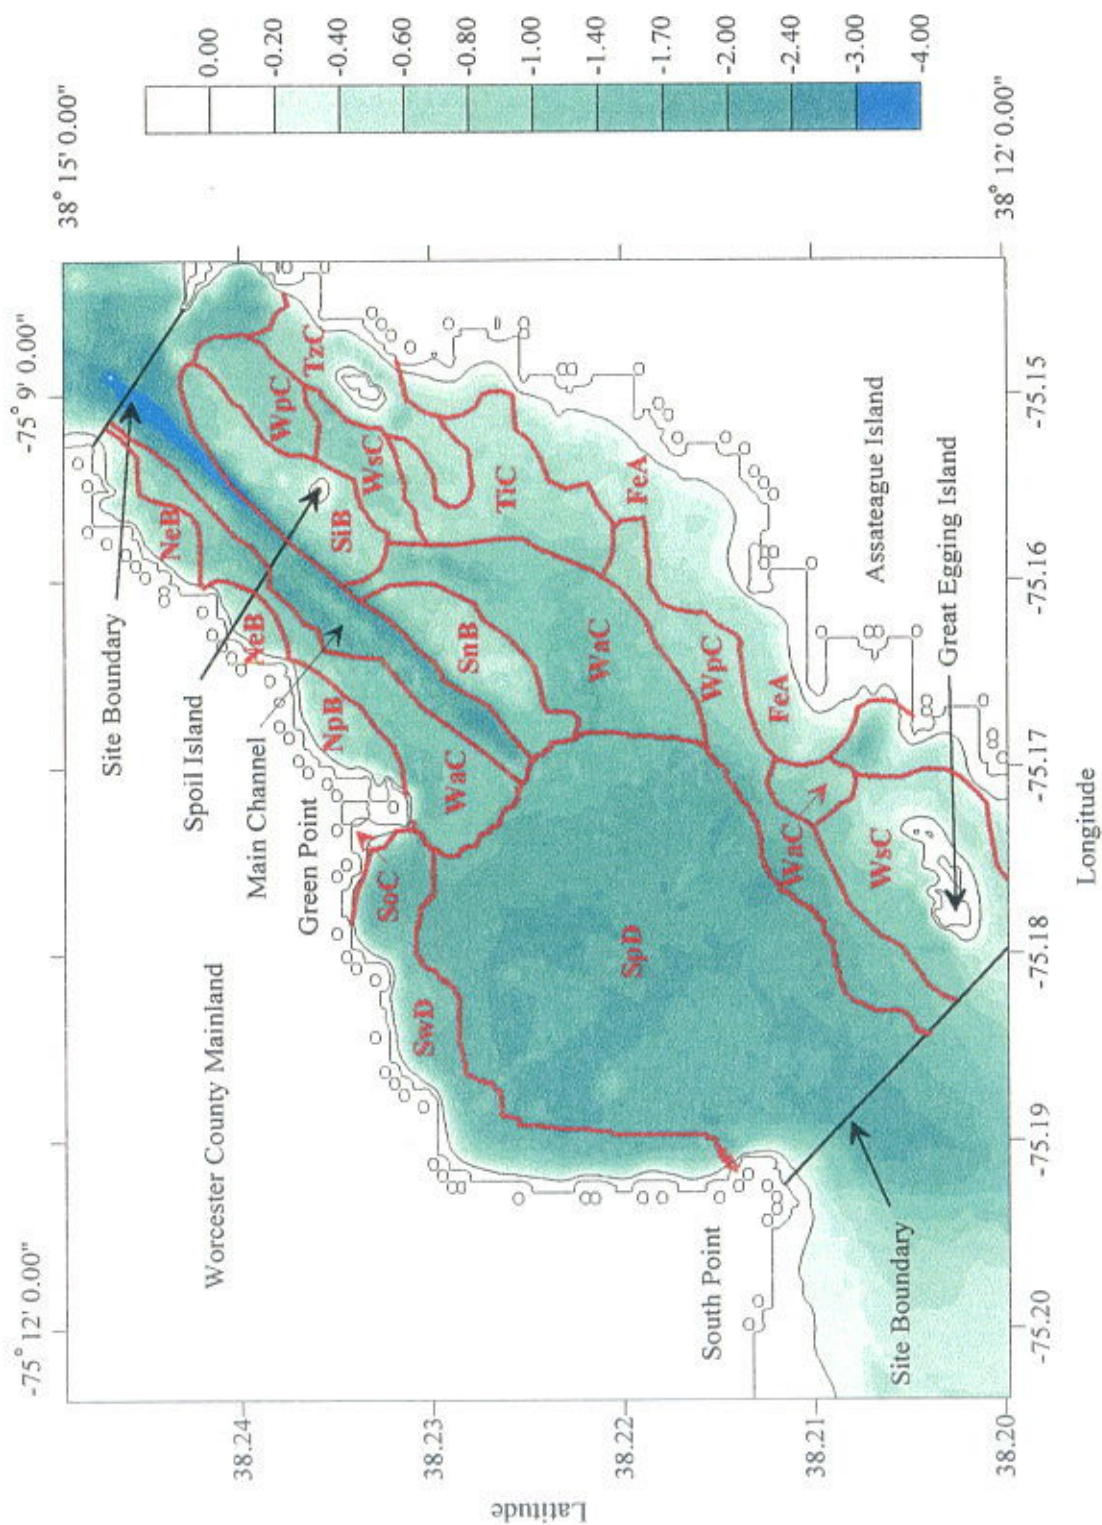 -75° 12' 0.00"
-75° 9' 0.00"
38° 15' 0.00"
Site Boundary
Spoil Island
Main Channel
Green Point
Worcester County Mainland
NeB
NeB
NpB
WaC
SoC
SwD
SpD
SiB
SnB
WpC
WsC
TzC
TiC
WaC
FeA
WpC
FeA
WaC
WsC
South Point
Site Boundary
Assateague Island
Great Egging Island
38° 12' 0.00"
Latitude
38.24
38.23
38.22
38.21
38.20
-75.20
-75.19
-75.18
-75.17
-75.16
-75.15
Longitude
0.00
-0.20
-0.40
-0.60
-0.80
-1.00
-1.40
-1.70
-2.00
-2.40
-3.00
-4.00